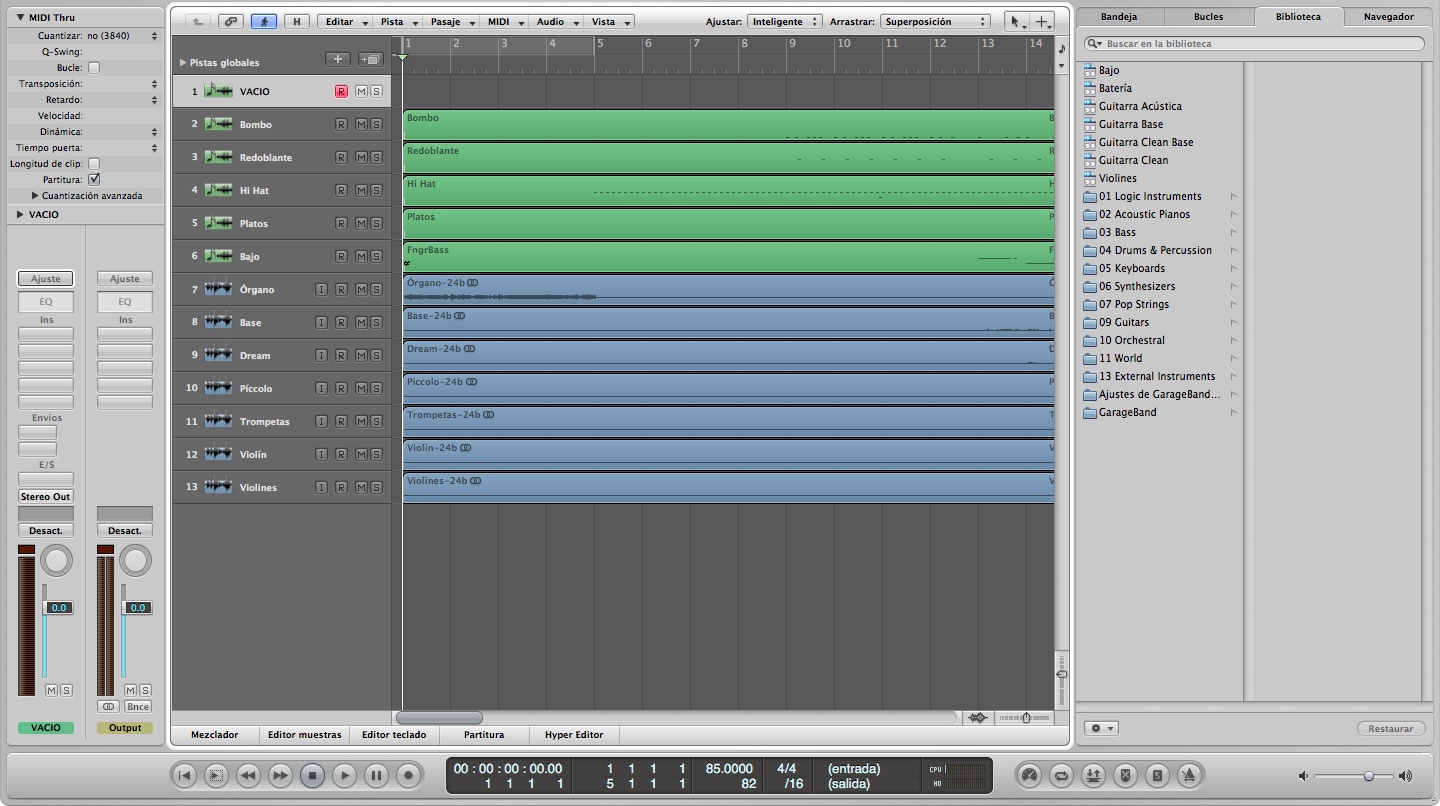 MIDI Thru
Cuantizar: no (3840)
Q-Swing:
Bucle:
Transposición:
Retardo:
Velocidad:
Dinámica:
Tiempo puerta:
Longitud de clip:
Partitura:
Cuantización avanzada
VACIO
Ajuste Ajuste
EQ EQ
Ins Ins
Envíos
E/S
Stereo Out
Desact. Desact.
0.0 0.0
M S M S
Bnce
VACIO Output
H Editar Pista Pasaje MIDI Audio Vista Ajustar: Inteligente Arrastrar: Superposición
1 2 3 4 5 6 7 8 9 10 11 12 13 14
Pistas globales
1 VACIO R M S
2 Bombo R M S Bombo B
3 Redoblante R M S Redoblante R
4 Hi Hat R M S Hi Hat H
5 Platos R M S Platos P
6 Bajo R M S FngrBass F
7 Órgano I R M S Órgano-24b Ó
8 Base I R M S Base-24b B
9 Dream I R M S Dream-24b D
10 Píccolo I R M S Piccolo-24b P
11 Trompetas I R M S Trompetas-24b T
12 Violín I R M S Violin-24b V
13 Violines I R M S Violines-24b V
Mezclador Editor muestras Editor teclado Partitura Hyper Editor
Bandeja Bucles Biblioteca Navegador
Buscar en la biblioteca
Bajo
Batería
Guitarra Acústica
Guitarra Base
Guitarra Clean Base
Guitarra Clean
Violines
01 Logic Instruments
02 Acoustic Pianos
03 Bass
04 Drums & Percussion
05 Keyboards
06 Synthesizers
07 Pop Strings
09 Guitars
10 Orchestral
11 World
13 External Instruments
Ajustes de GarageBand...
GarageBand
Restaurar
00 : 00 : 00 : 00.00 1 1 1 1 85.0000 4/4 (entrada) CPU
1 1 1 1 5 1 1 1 82 /16 (salida) HD
S